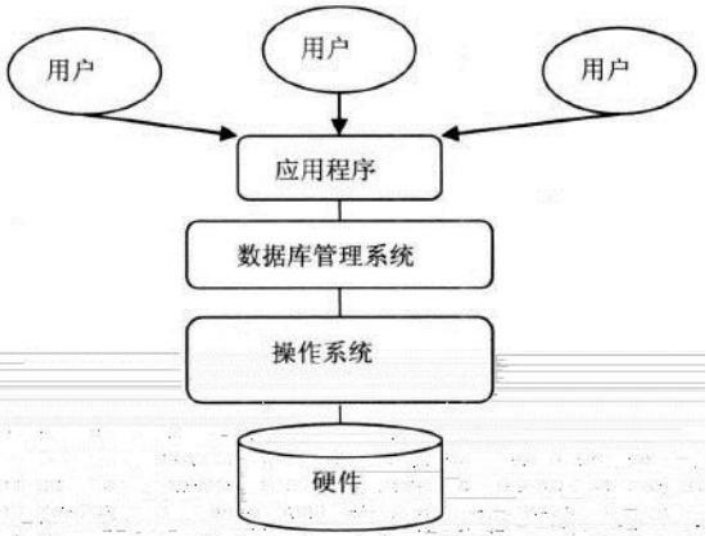 用户
用户
用户
应用程序
数据库管理系统
操作系统
硬件